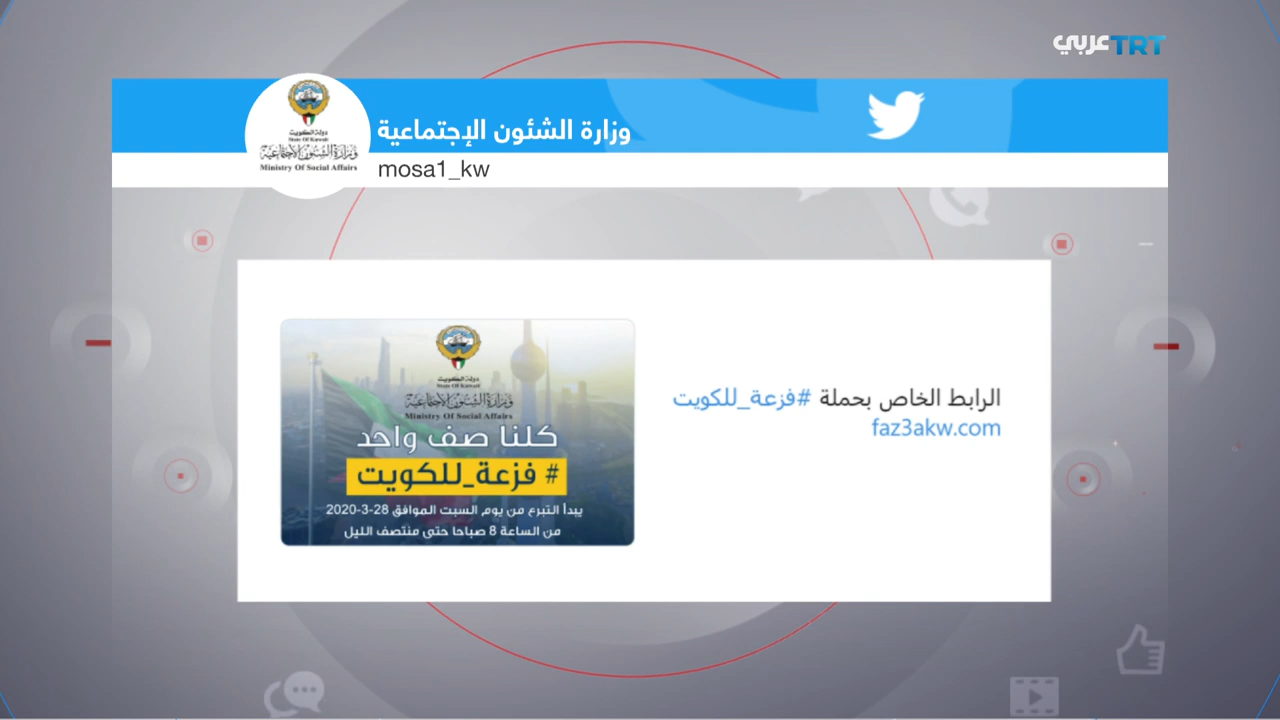 TRT عربي
وزارة الشئون الإجتماعية
mosa1_kw
دولة الكويت
State Of Kuwait
وزارة الشئون الاجتماعية
Ministry Of Social Affairs
الرابط الخاص بحملة #فزعة_للكويت
faz3akw.com
دولة الكويت
State Of Kuwait
وزارة الشئون الاجتماعية
Ministry Of Social Affairs
كلنا صف واحد
# فزعة_للكويت
يبدأ التبرع من يوم السبت الموافق 28-3-2020
من الساعة 8 صباحا حتى منتصف الليل